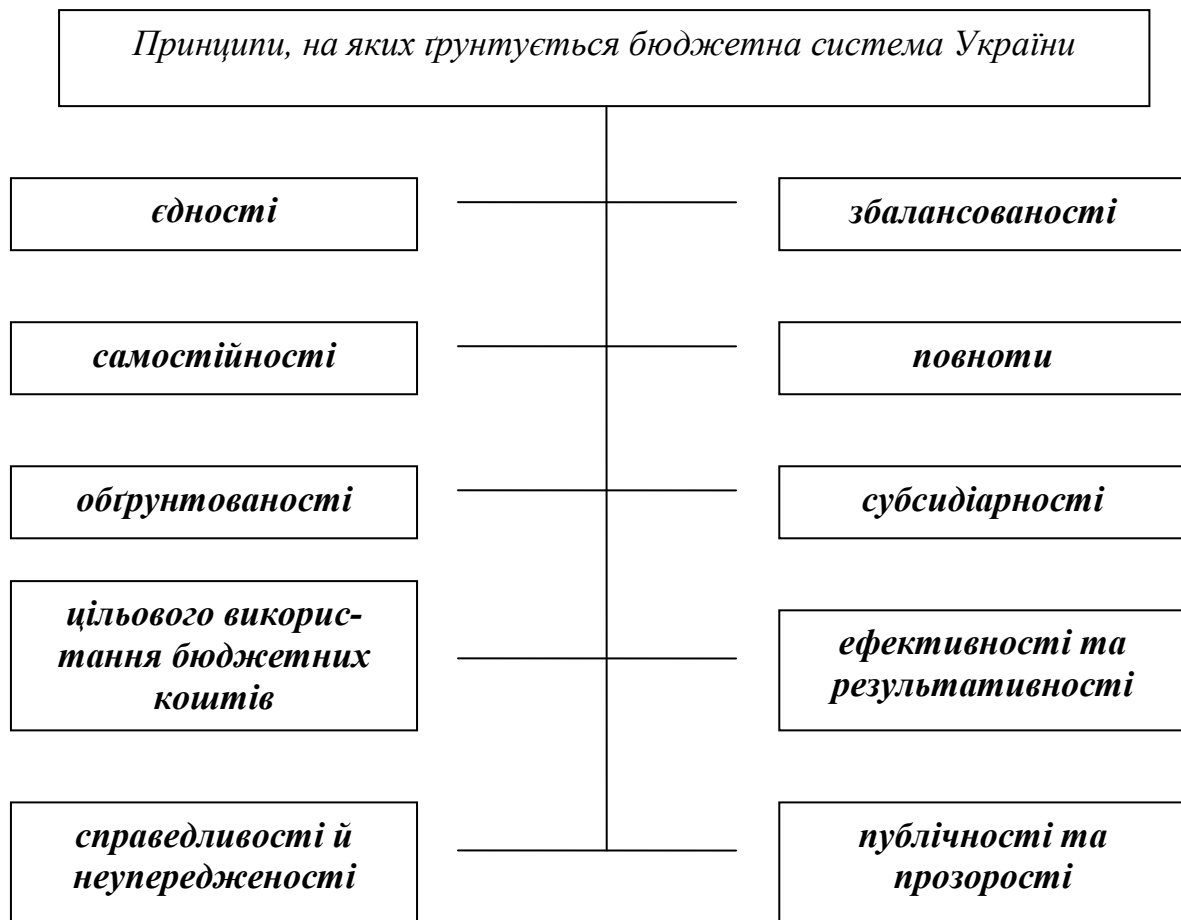 Принципи, на яких ґрунтується бюджетна система України
єдності
збалансованості
самостійності
повноти
обґрунтованості
субсидіарності
цільового викорис-
тання бюджетних
коштів
ефективності та
результативності
справедливості й
неупередженості
публічності та
прозорості